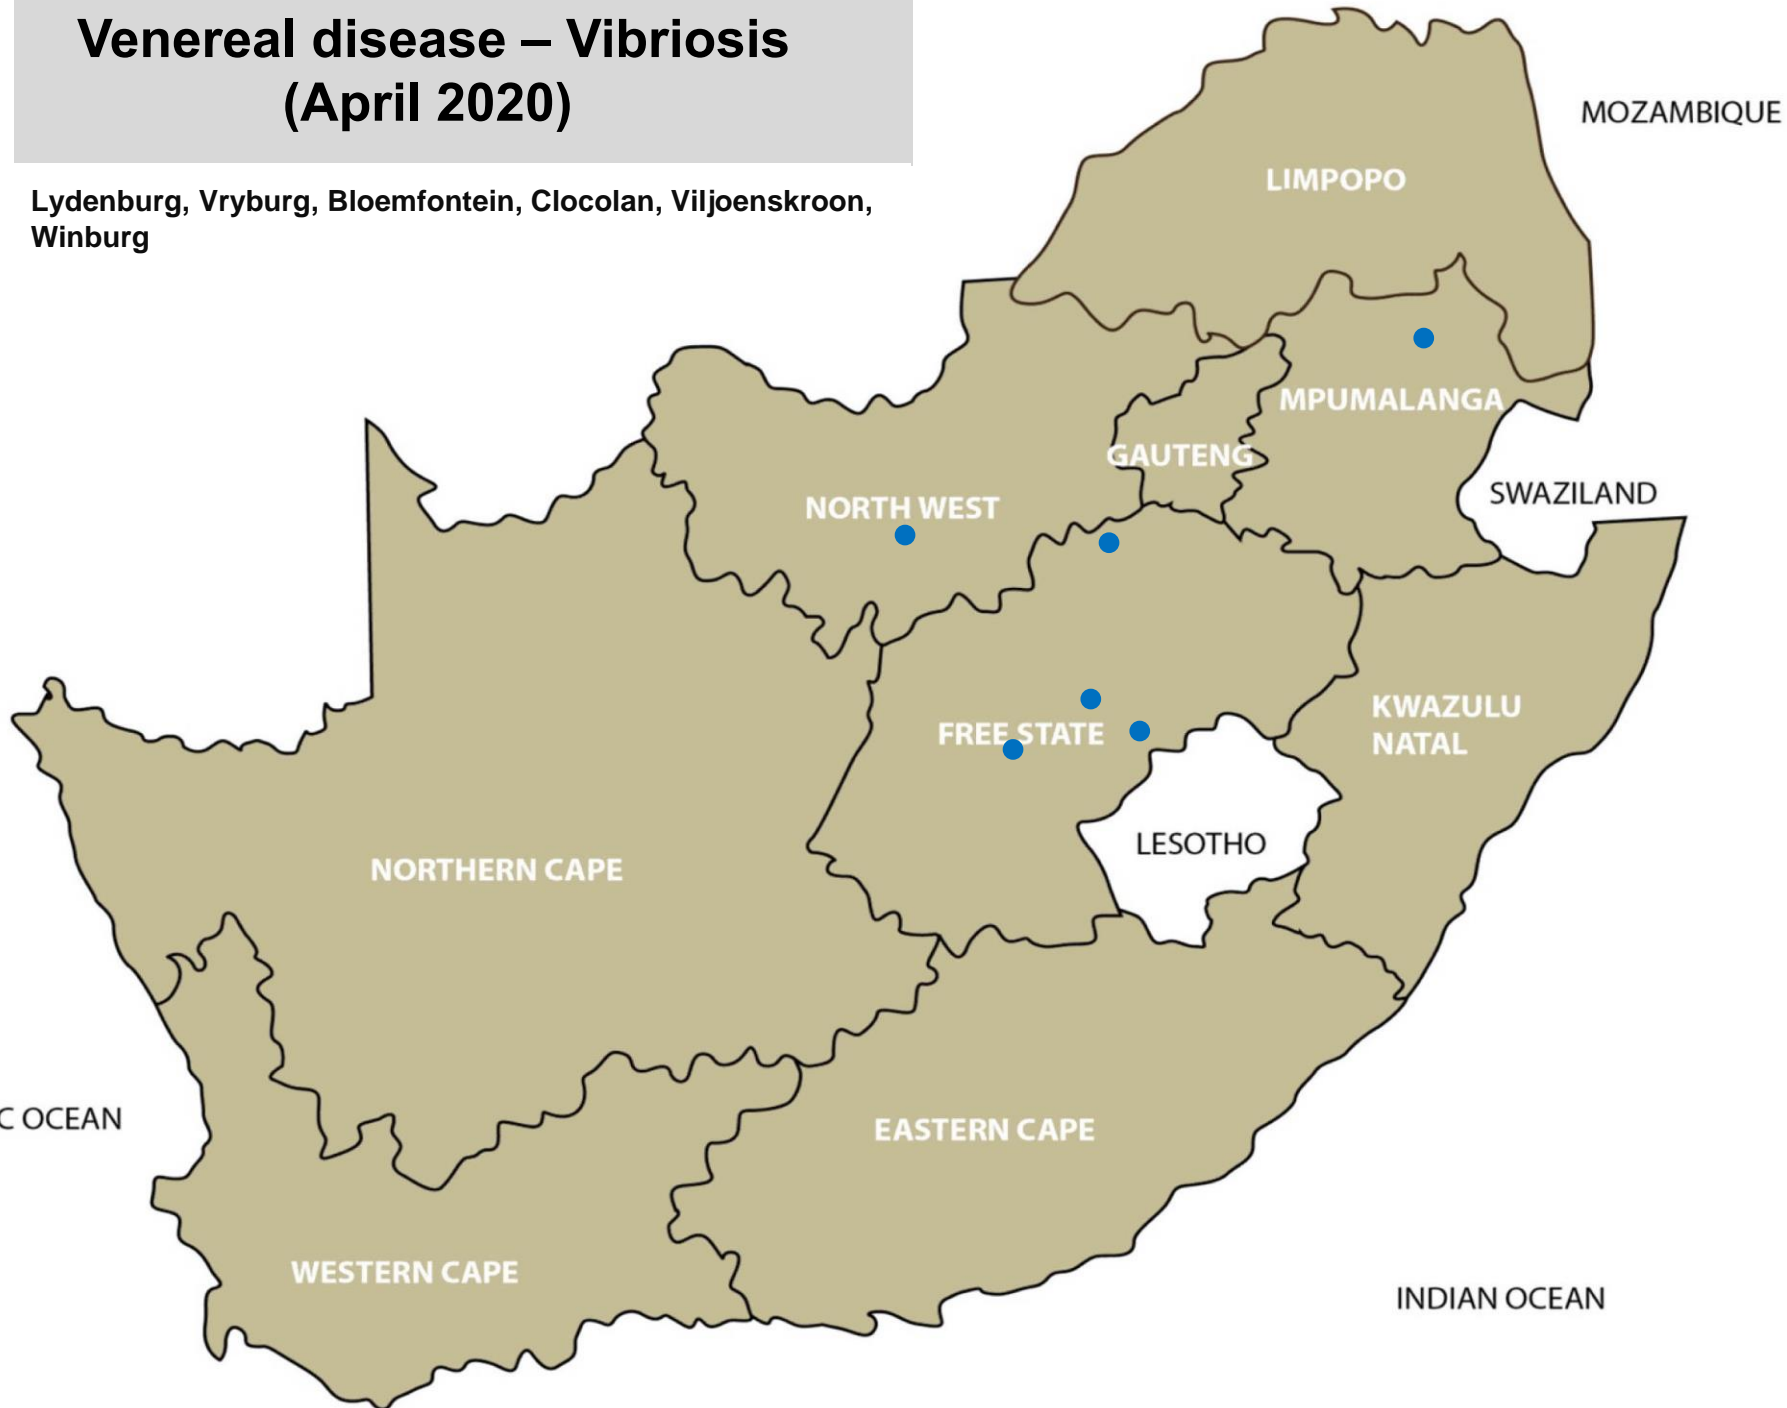 Venereal disease – Vibriosis
(April 2020)
Lydenburg, Vryburg, Bloemfontein, Clocolan, Viljoenskroon,
Winburg
MOZAMBIQUE
LIMPOPO
MPUMALANGA
GAUTENG
SWAZILAND
NORTH WEST
KWAZULU
NATAL
FREE STATE
LESOTHO
NORTHERN CAPE
C OCEAN
EASTERN CAPE
WESTERN CAPE
INDIAN OCEAN